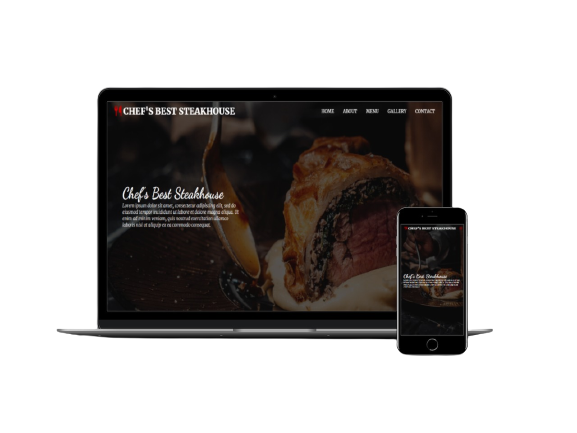 CHEF'S BEST STEAKHOUSE
HOME ABOUT MENU GALLERY CONTACT
Chef's Best Steakhouse
Lorem ipsum dolor sit amet, consectetur adipiscing elit, sed do
eiusmod tempor incididunt ut labore et dolore magna aliqua. Ut
enim ad minim veniam, quis nostrud exercitation ullamco
laboris nisi ut aliquip ex ea commodo consequat.
CHEF'S BEST STEAKHOUSE
Chef's Best Steakhouse